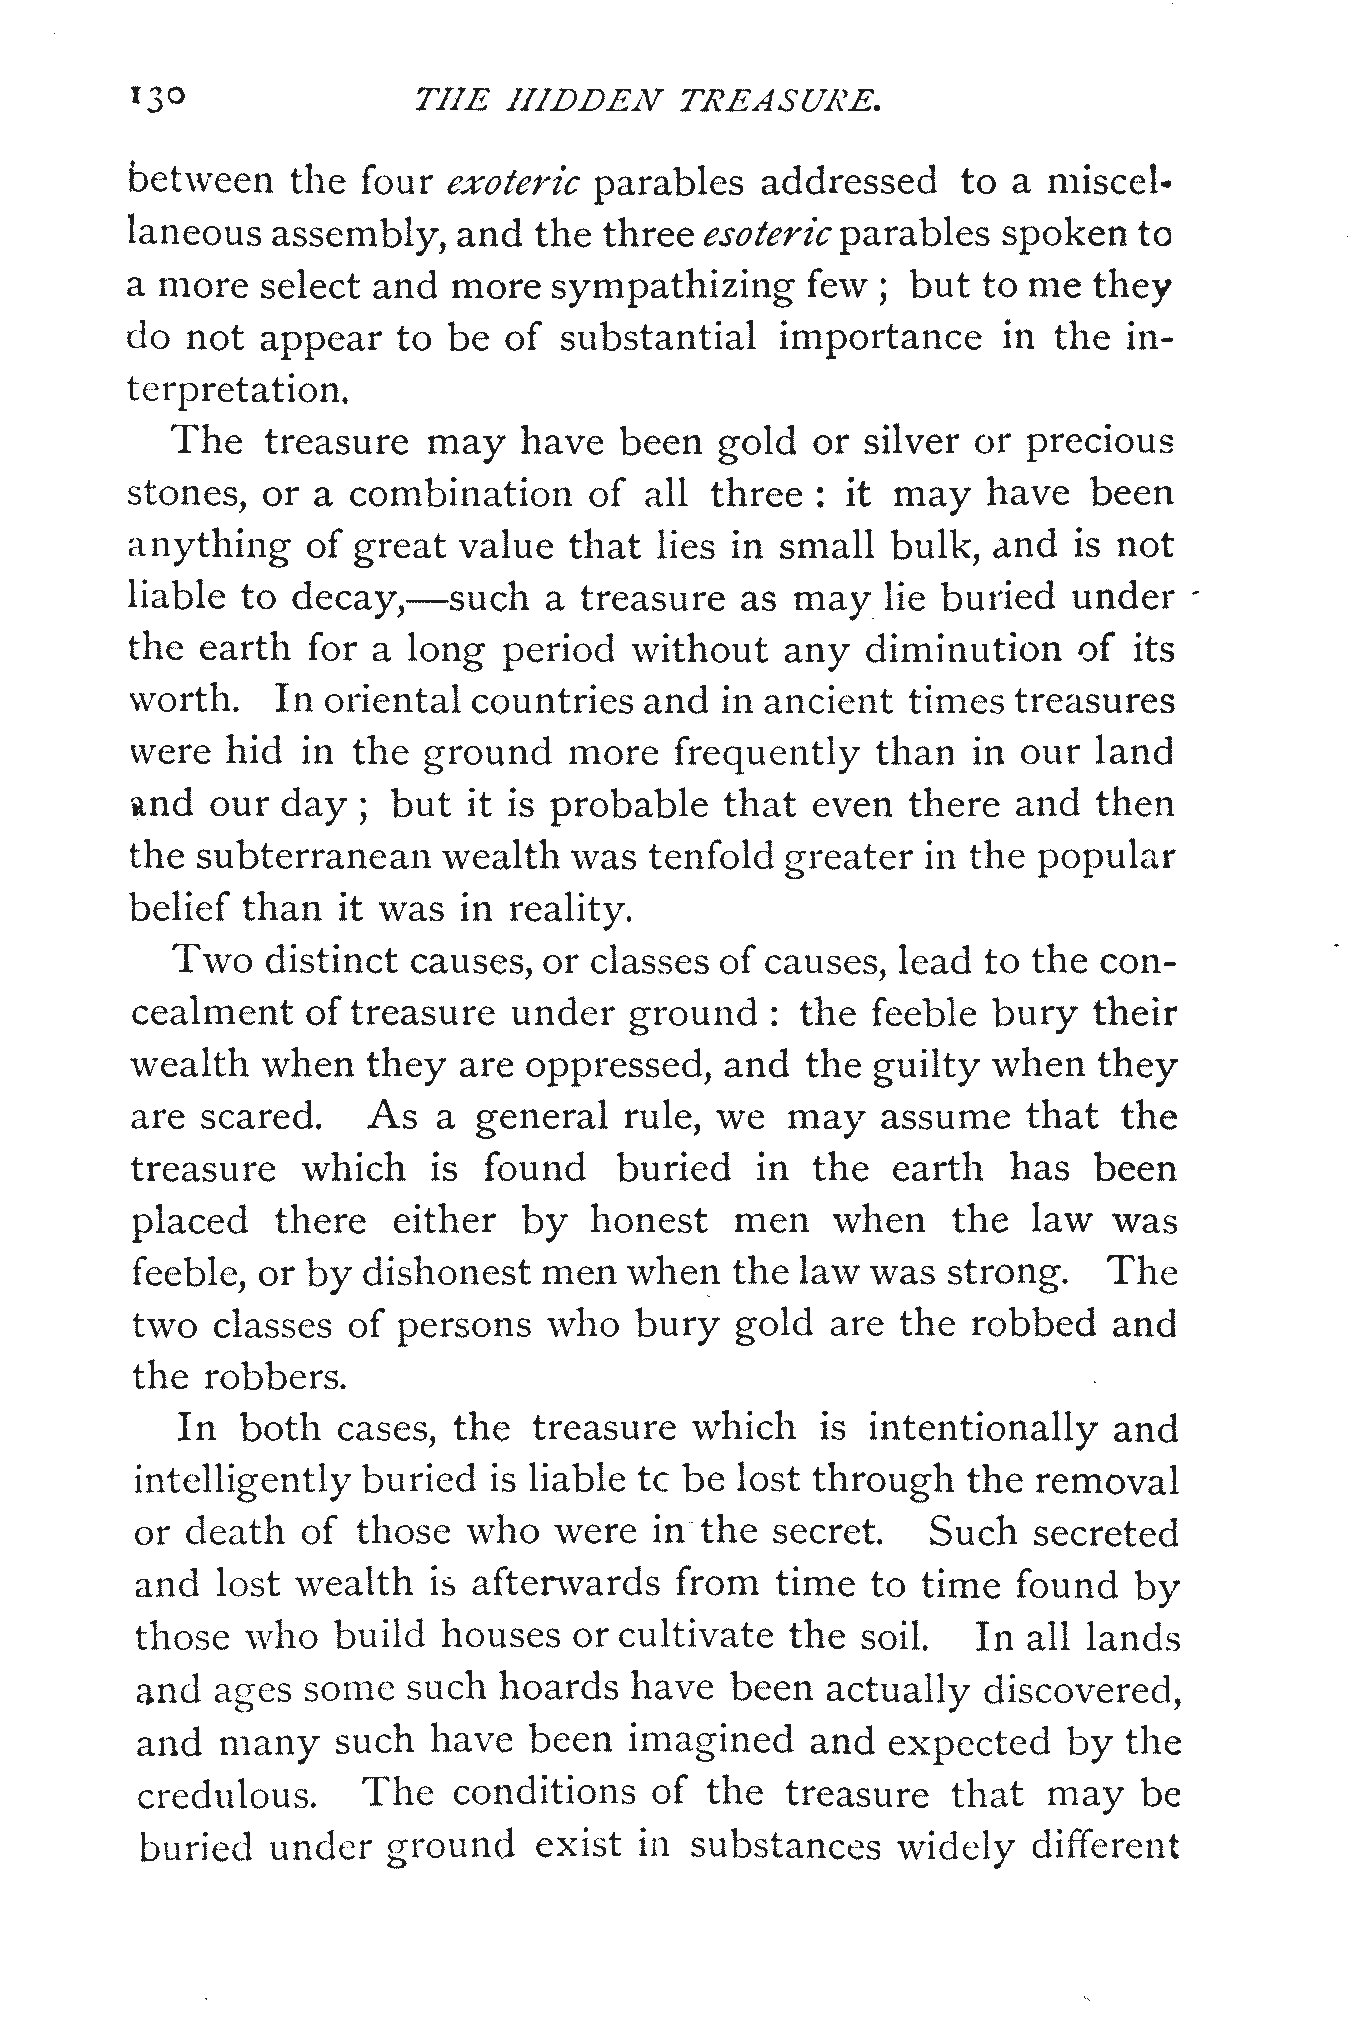 130 THE HIDDEN TREASURE.
between the four exoteric parables addressed to a miscel-
laneous assembly, and the three esoteric parables spoken to
a more select and more sympathizing few ; but to me they
do not appear to be of substantial importance in the in-
terpretation.
The treasure may have been gold or silver or precious
stones, or a combination of all three : it may have been
anything of great value that lies in small bulk, and is not
liable to decay,—such a treasure as may lie buried under
the earth for a long period without any diminution of its
worth. In oriental countries and in ancient times treasures
were hid in the ground more frequently than in our land
and our day ; but it is probable that even there and then
the subterranean wealth was tenfold greater in the popular
belief than it was in reality.
Two distinct causes, or classes of causes, lead to the con-
cealment of treasure under ground : the feeble bury their
wealth when they are oppressed, and the guilty when they
are scared. As a general rule, we may assume that the
treasure which is found buried in the earth has been
placed there either by honest men when the law was
feeble, or by dishonest men when the law was strong. The
two classes of persons who bury gold are the robbed and
the robbers.
In both cases, the treasure which is intentionally and
intelligently buried is liable to be lost through the removal
or death of those who were in the secret. Such secreted
and lost wealth is afterwards from time to time found by
those who build houses or cultivate the soil. In all lands
and ages some such hoards have been actually discovered,
and many such have been imagined and expected by the
credulous. The conditions of the treasure that may be
buried under ground exist in substances widely different